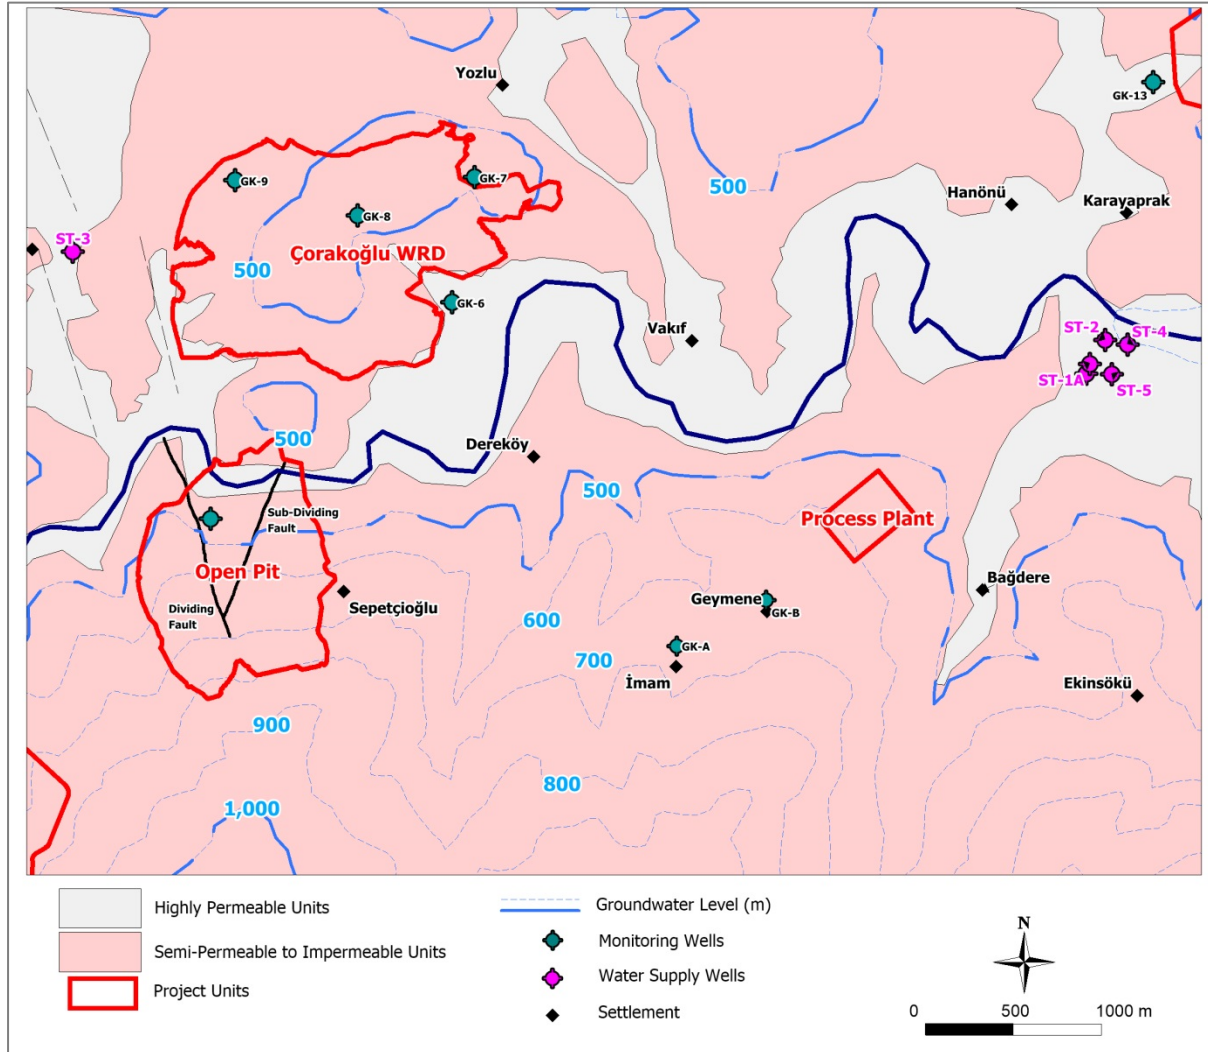 Yozlu
GK-13
GK-9
GK-7
500
Hanönü
Karayaprak
GK-8
ST-3
Çorakoğlu WRD
500
GK-6
Vakıf
ST-2
ST-4
ST-1A
ST-5
500
Dereköy
500
Sub-Dividing
Fault
Process Plant
Open Pit
Bağdere
Geymene
Dividing
Fault
Sepetçioğlu
GK-B
600
GK-A
700
İmam
Ekinsökü
900
800
1,000
Highly Permeable Units
Semi-Permeable to Impermeable Units
Project Units
Groundwater Level (m)
Monitoring Wells
Water Supply Wells
Settlement
N
0 500 1000 m